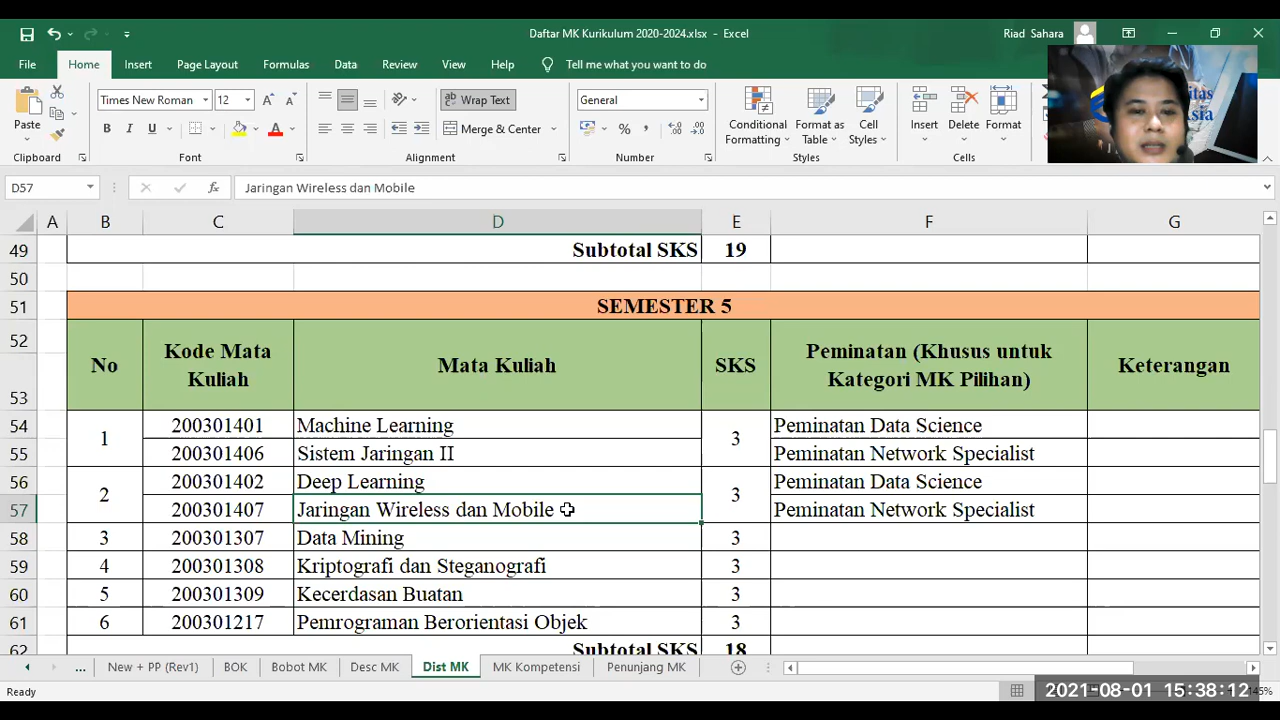 Daftar MK Kurikulum 2020-2024.xlsx - Excel
Riad Sahara
File Home Insert Page Layout Formulas Data Review View Help Tell me what you want to do
Paste
Clipboard
Times New Roman 12
B I U
Font
Wrap Text
Merge & Center
Alignment
General
Number
Conditional Formatting
Format as Table
Cell Styles
Styles
Insert Delete Format
Cells
D57 fx Jaringan Wireless dan Mobile
A B C D E F G
49 Subtotal SKS 19
50
51 SEMESTER 5
52
53 No Kode Mata Kuliah Mata Kuliah SKS Peminatan (Khusus untuk Kategori MK Pilihan) Keterangan
54 1 200301401 Machine Learning 3 Peminatan Data Science
55 200301406 Sistem Jaringan II Peminatan Network Specialist
56 2 200301402 Deep Learning 3 Peminatan Data Science
57 200301407 Jaringan Wireless dan Mobile Peminatan Network Specialist
58 3 200301307 Data Mining 3
59 4 200301308 Kriptografi dan Steganografi 3
60 5 200301309 Kecerdasan Buatan 3
61 6 200301217 Pemrograman Berorientasi Objek 3
62 Subtotal SKS 18
... New + PP (Rev1) BOK Bobot MK Desc MK Dist MK MK Kompetensi Penunjang MK
Ready
2021-08-01 15:38:12